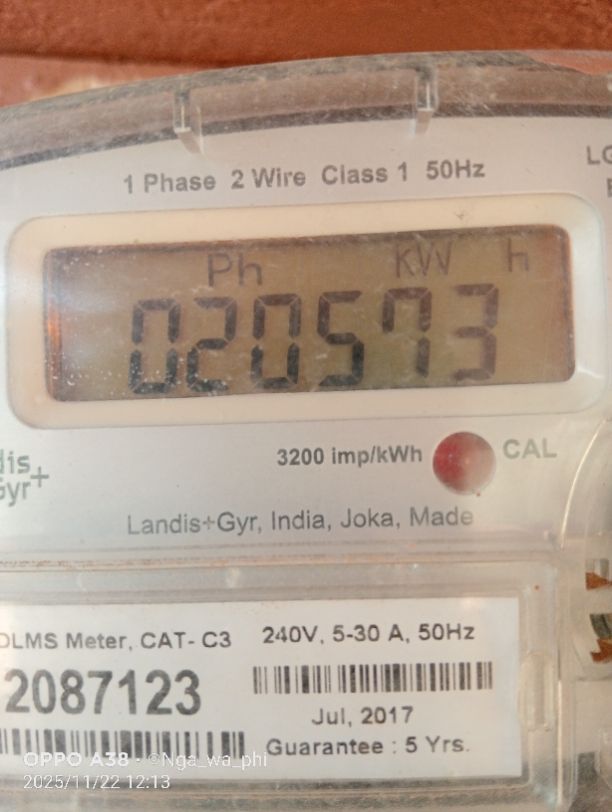 1 Phase 2 Wire Class 1 50Hz
Ph KW h
020573
3200 imp/kWh CAL
Landis+Gyr, India, Joka, Made
DLMS Meter, CAT- C3 240V, 5-30 A, 50Hz
2087123
Jul, 2017
Guarantee : 5 Yrs.
OPPO A38 · ©Nga_wa_phi
2025/11/22 12:13